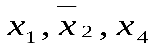 x₁, x̅ ₂, x₄